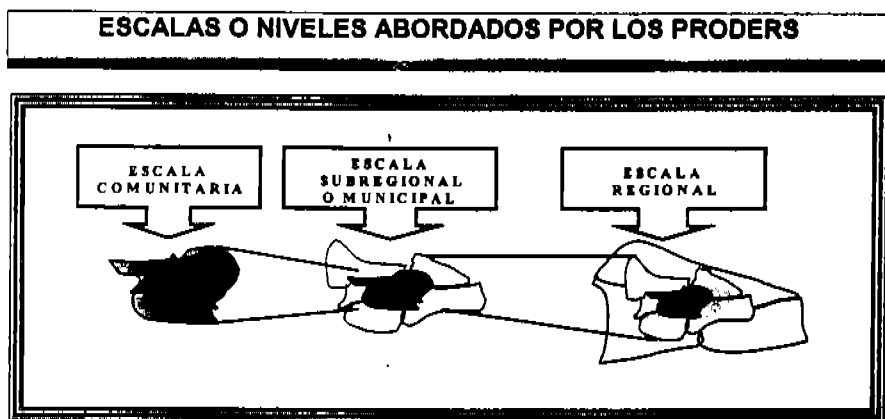 ESCALAS O NIVELES ABORDADOS POR LOS PRODERS
ESCALA
COMUNITARIA
ESCALA
SUBREGIONAL
O MUNICIPAL
ESCALA
REGIONAL